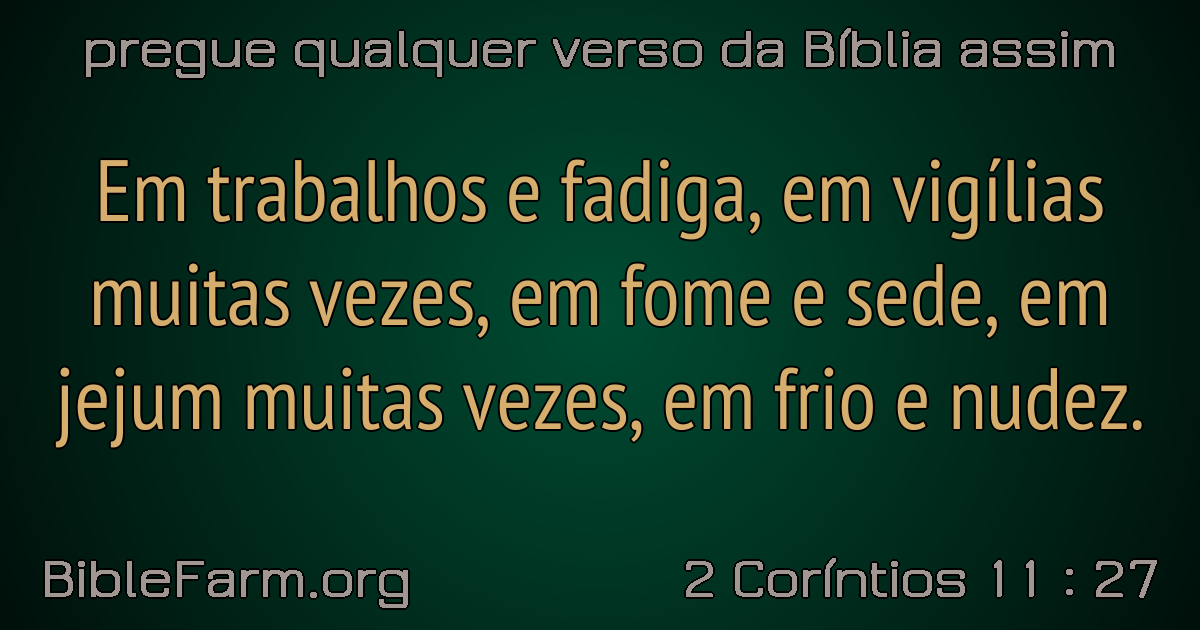 pregue qualquer verso da Bíblia assim
Em trabalhos e fadiga, em vigílias
muitas vezes, em fome e sede, em
jejum muitas vezes, em frio e nudez.
BibleFarm.org
2 Coríntios 11 : 27